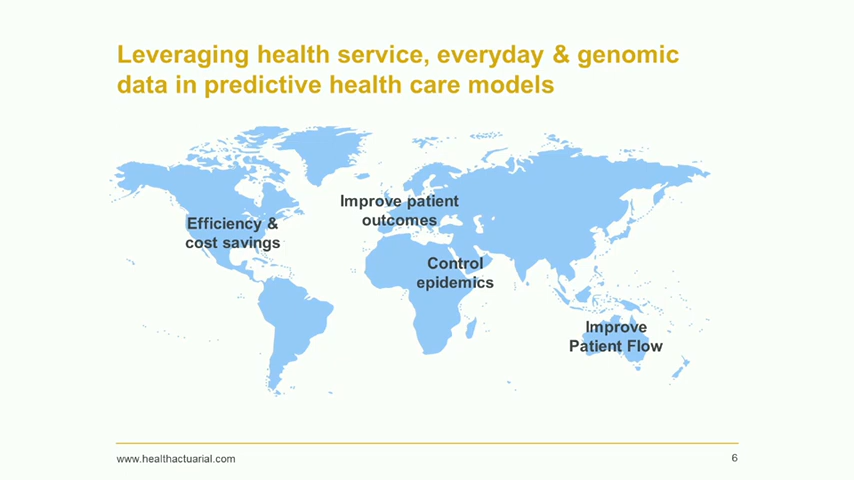 Leveraging health service, everyday & genomic
data in predictive health care models
Improve patient
outcomes
Efficiency &
cost savings
Control
epidemics
Improve
Patient Flow
www.healthactuarial.com
6